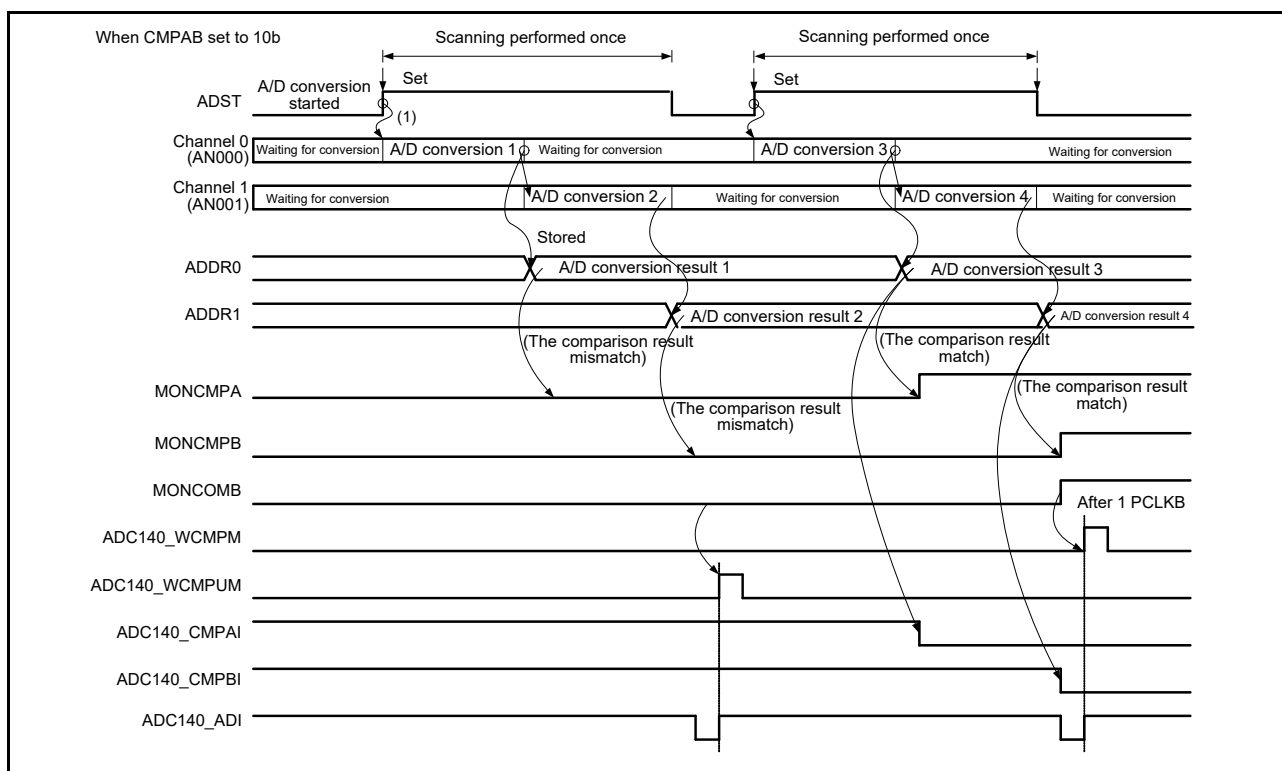 When CMPAB set to 10b
Scanning performed once
Scanning performed once
A/D conversion
started
Set
Set
ADST
(1)
Channel 0
(AN000)
Waiting for conversion
A/D conversion 1
Waiting for conversion
A/D conversion 3
Waiting for conversion
Channel 1
(AN001)
Waiting for conversion
A/D conversion 2
Waiting for conversion
A/D conversion 4
Waiting for conversion
Stored
ADDR0
A/D conversion result 1
A/D conversion result 3
ADDR1
A/D conversion result 2
A/D conversion result 4
(The comparison result
mismatch)
(The comparison result
match)
MONCMPA
(The comparison result
mismatch)
(The comparison result
match)
MONCMPB
MONCOMB
After 1 PCLKB
ADC140_WCMPM
ADC140_WCMPUM
ADC140_CMPAI
ADC140_CMPBI
ADC140_ADI